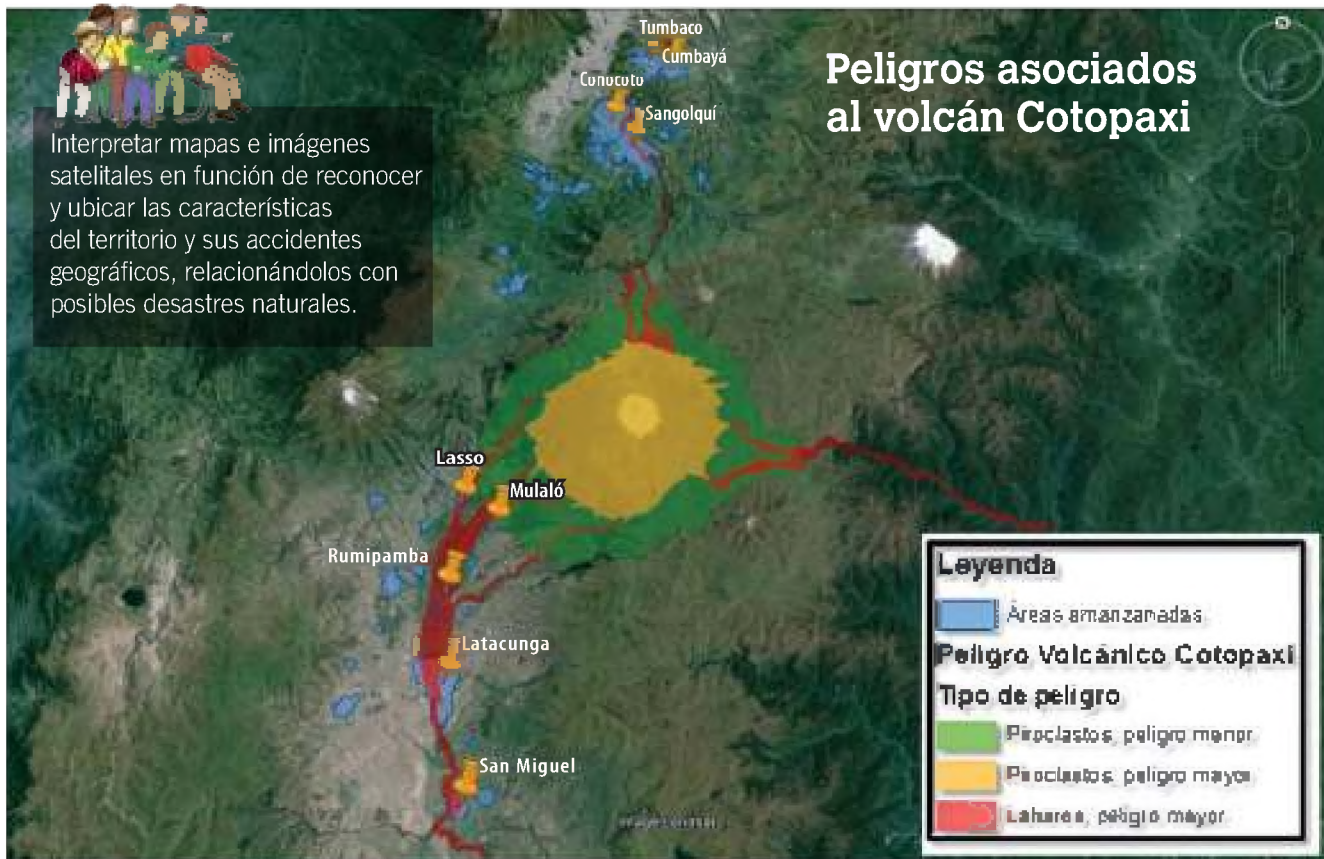 Peligros asociados
al volcán Cotopaxi
Interpretar mapas e imágenes
satelitales en función de reconocer
y ubicar las características
del territorio y sus accidentes
geográficos, relacionándolos con
posibles desastres naturales.
Tumbaco
Cumbayá
Conocoto
Sangolquí
Lasso
Mulaló
Rumipamba
Latacunga
San Miguel
Leyenda
Áreas amanzanadas
Peligro Volcánico Cotopaxi
Tipo de peligro
Piroclastos, peligro menor
Piroclastos, peligro mayor
Lahares, peligro mayor